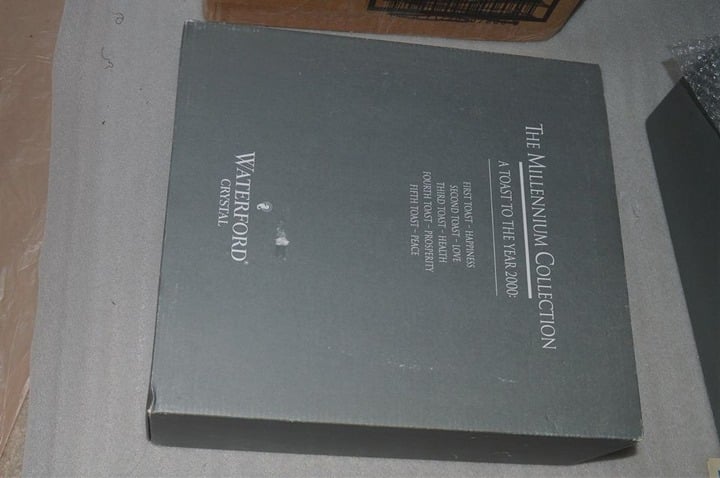 THE MILLENNIUM COLLECTION
A TOAST TO THE YEAR 2000:
FIRST TOAST - HAPPINESS
SECOND TOAST - LOVE
THIRD TOAST - HEALTH
FOURTH TOAST - PROSPERITY
FIFTH TOAST - PEACE
WATERFORD®
CRYSTAL